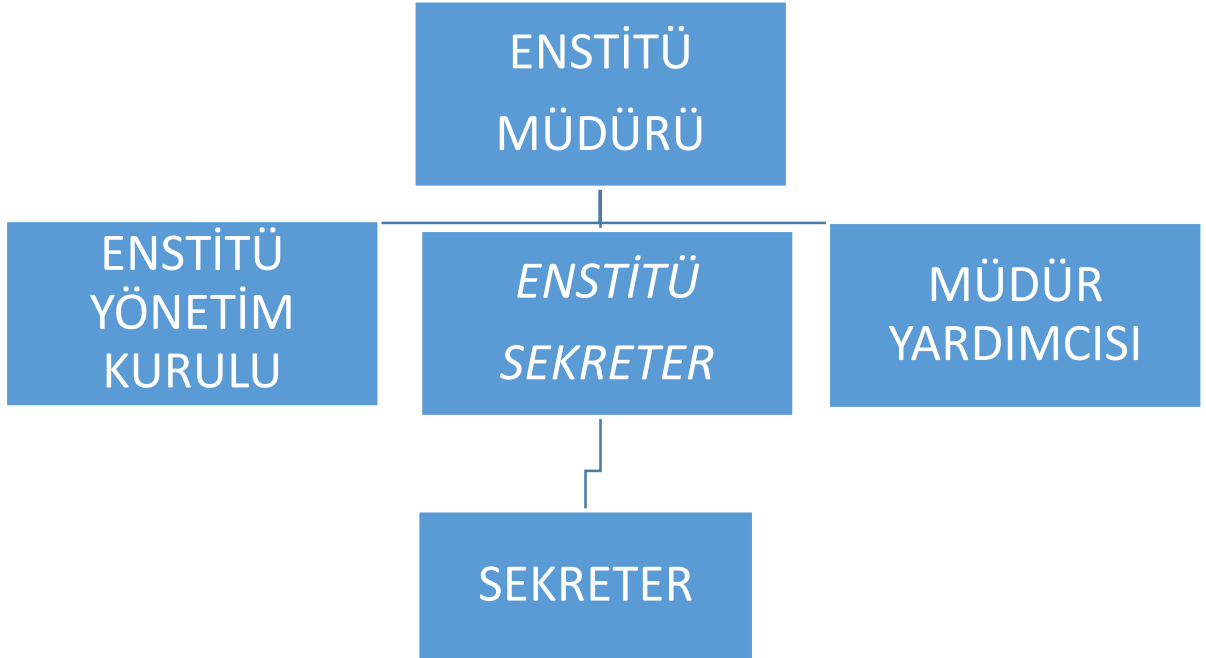 ENSTİTÜ
MÜDÜRÜ
ENSTİTÜ
YÖNETİM
KURULU
ENSTİTÜ
SEKRETER
MÜDÜR
YARDIMCISI
SEKRETER